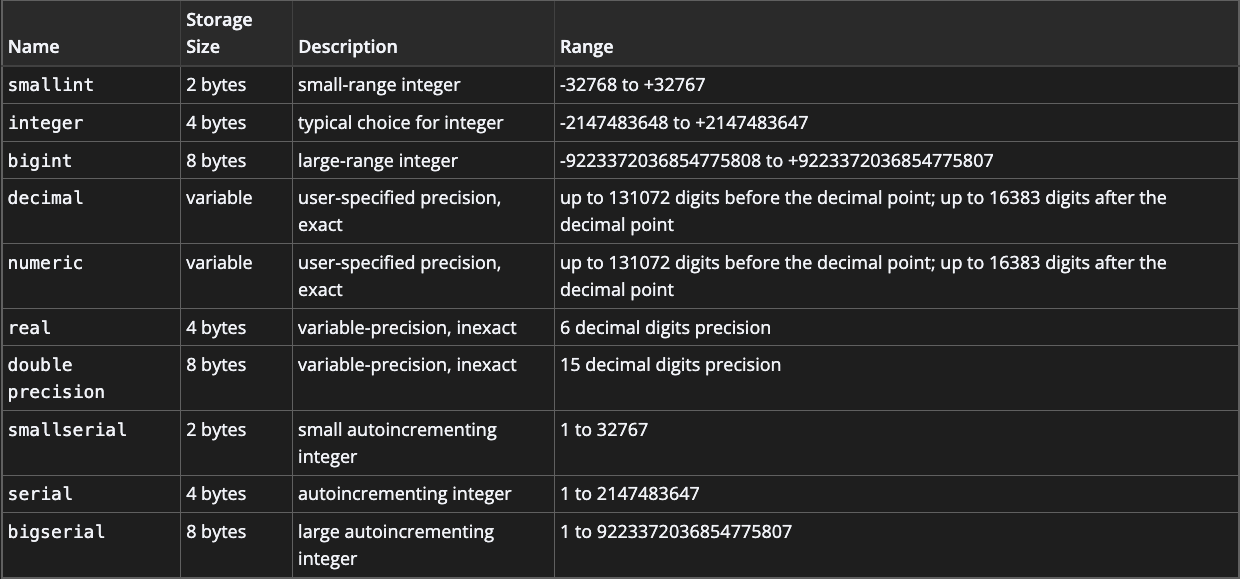 Name Storage Size Description Range
smallint 2 bytes small-range integer -32768 to +32767
integer 4 bytes typical choice for integer -2147483648 to +2147483647
bigint 8 bytes large-range integer -9223372036854775808 to +9223372036854775807
decimal variable user-specified precision, exact up to 131072 digits before the decimal point; up to 16383 digits after the decimal point
numeric variable user-specified precision, exact up to 131072 digits before the decimal point; up to 16383 digits after the decimal point
real 4 bytes variable-precision, inexact 6 decimal digits precision
double precision 8 bytes variable-precision, inexact 15 decimal digits precision
smallserial 2 bytes small autoincrementing integer 1 to 32767
serial 4 bytes autoincrementing integer 1 to 2147483647
bigserial 8 bytes large autoincrementing integer 1 to 9223372036854775807